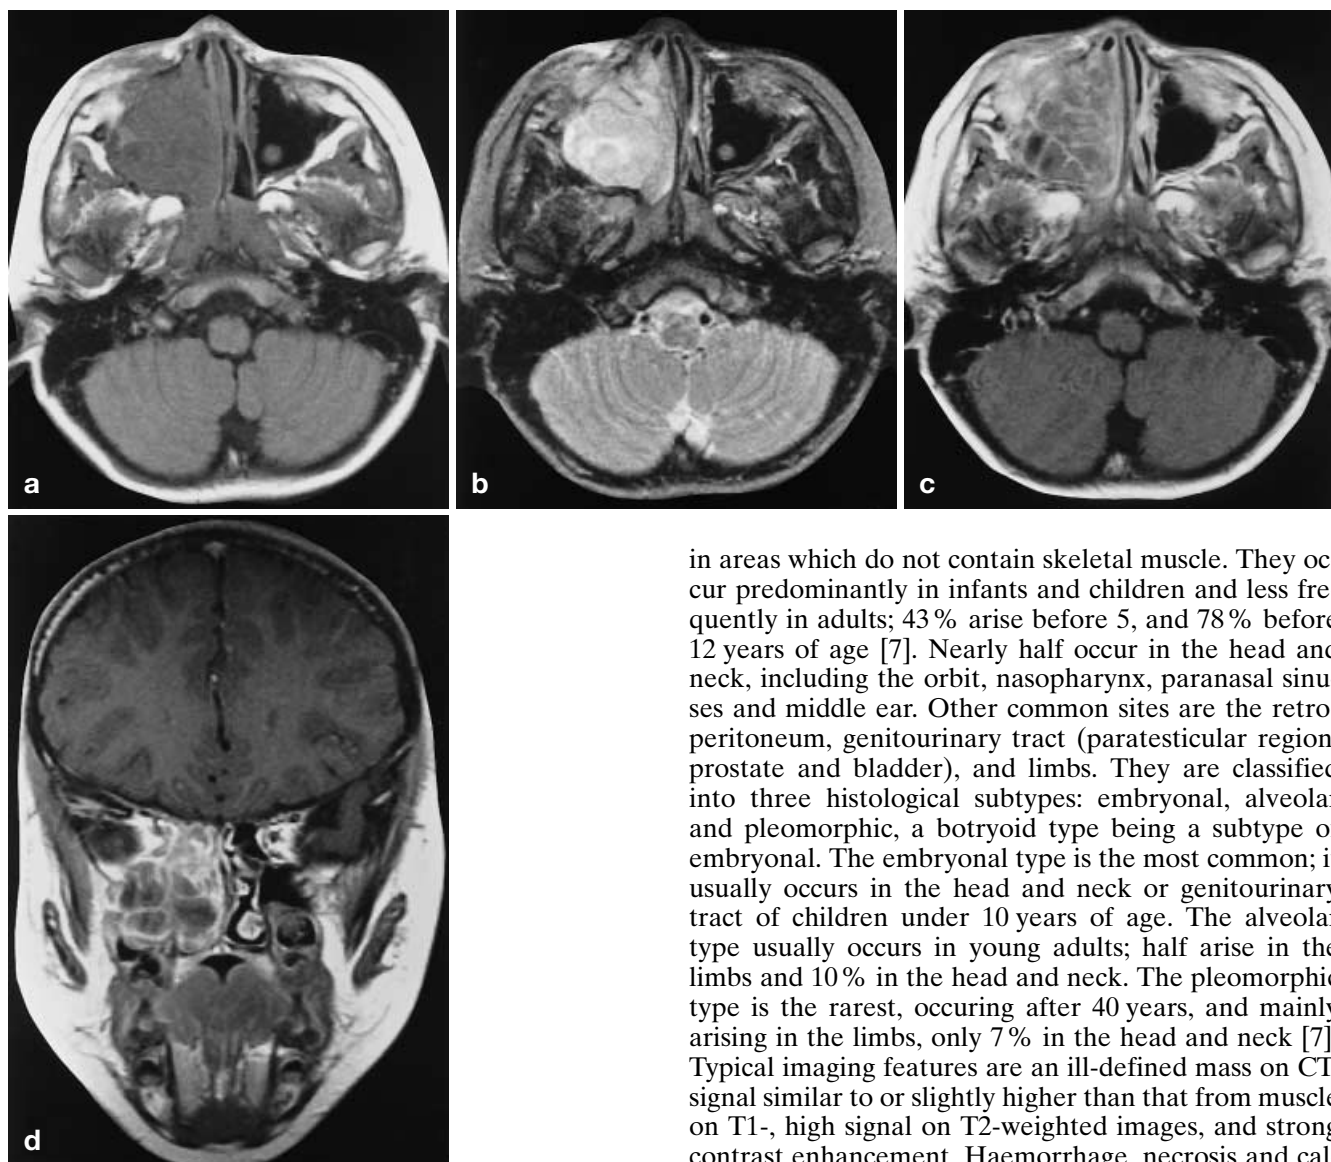 a
b
c
d
in areas which do not contain skeletal muscle. They oc
cur predominantly in infants and children and less fre
quently in adults; 43 % arise before 5, and 78 % before
12 years of age [7]. Nearly half occur in the head and
neck, including the orbit, nasopharynx, paranasal sinu
ses and middle ear. Other common sites are the retro
peritoneum, genitourinary tract (paratesticular region
prostate and bladder), and limbs. They are classified
into three histological subtypes: embryonal, alveolar
and pleomorphic, a botryoid type being a subtype o
embryonal. The embryonal type is the most common; i
usually occurs in the head and neck or genitourinary
tract of children under 10 years of age. The alveolar
type usually occurs in young adults; half arise in the
limbs and 10 % in the head and neck. The pleomorphic
type is the rarest, occuring after 40 years, and mainly
arising in the limbs, only 7 % in the head and neck [7]
Typical imaging features are an ill-defined mass on CT
signal similar to or slightly higher than that from muscle
on T1-, high signal on T2-weighted images, and strong
contrast enhancement. Haemorrhage, necrosis and cal